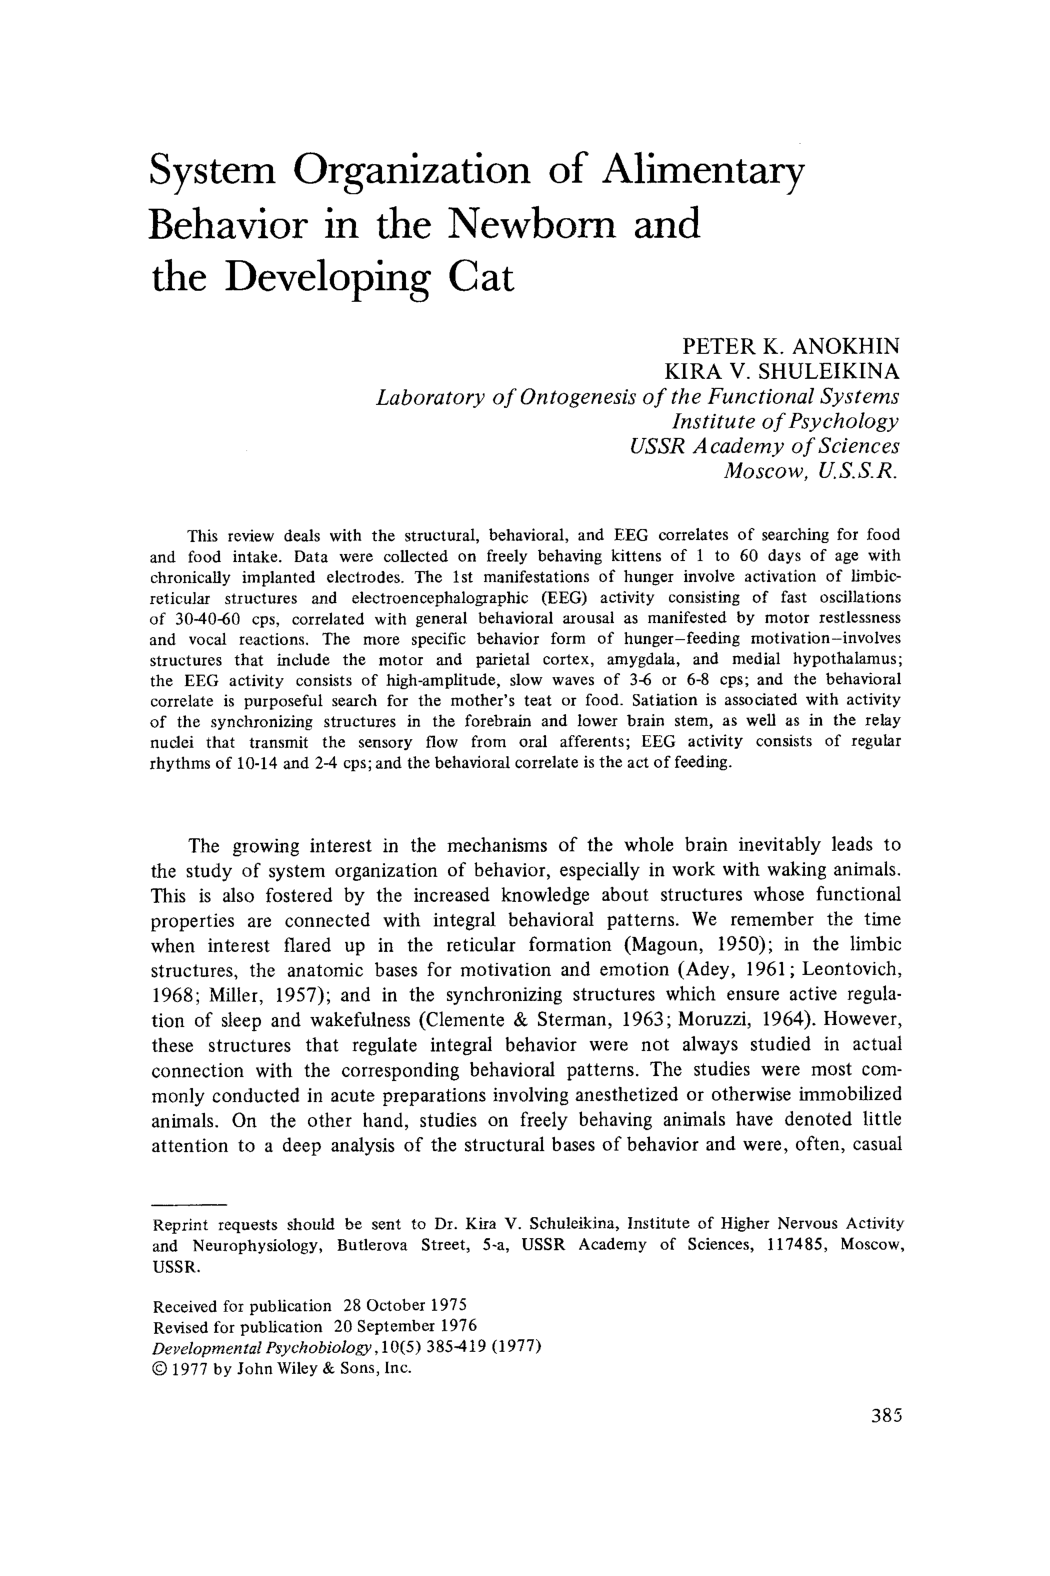 System Organization of Alimentary
Behavior in the Newborn and
the Developing Cat
PETER K. ANOKHIN
KIRA V. SHULEIKINA
Laboratory of Ontogenesis of the Functional Systems
Institute of Psychology
USSR Academy of Sciences
Moscow, U.S.S.R.
This review deals with the structural, behavioral, and EEG correlates of searching for food
and food intake. Data were collected on freely behaving kittens of 1 to 60 days of age with
chronically implanted electrodes. The 1st manifestations of hunger involve activation of limbic-
reticular structures and electroencephalographic (EEG) activity consisting of fast oscillations
of 30-40-60 cps, correlated with general behavioral arousal as manifested by motor restlessness
and vocal reactions. The more specific behavior form of hunger—feeding motivation—involves
structures that include the motor and parietal cortex, amygdala, and medial hypothalamus;
the EEG activity consists of high-amplitude, slow waves of 3-6 or 6-8 cps; and the behavioral
correlate is purposeful search for the mother's teat or food. Satiation is associated with activity
of the synchronizing structures in the forebrain and lower brain stem, as well as in the relay
nuclei that transmit the sensory flow from oral afferents; EEG activity consists of regular
rhythms of 10-14 and 2-4 cps; and the behavioral correlate is the act of feeding.
The growing interest in the mechanisms of the whole brain inevitably leads to
the study of system organization of behavior, especially in work with waking animals.
This is also fostered by the increased knowledge about structures whose functional
properties are connected with integral behavioral patterns. We remember the time
when interest flared up in the reticular formation (Magoun, 1950); in the limbic
structures, the anatomic bases for motivation and emotion (Adey, 1961; Leontovich,
1968; Miller, 1957); and in the synchronizing structures which ensure active regula-
tion of sleep and wakefulness (Clemente & Sterman, 1963; Moruzzi, 1964). However,
these structures that regulate integral behavior were not always studied in actual
connection with the corresponding behavioral patterns. The studies were most com-
monly conducted in acute preparations involving anesthetized or otherwise immobilized
animals. On the other hand, studies on freely behaving animals have denoted little
attention to a deep analysis of the structural bases of behavior and were, often, casual
Reprint requests should be sent to Dr. Kira V. Schuleikina, Institute of Higher Nervous Activity
and Neurophysiology, Butlerova Street, 5-a, USSR Academy of Sciences, 117485, Moscow,
USSR.
Received for publication 28 October 1975
Revised for publication 20 September 1976
Developmental Psychobiology, 10(5) 385-419 (1977)
© 1977 by John Wiley & Sons, Inc.
385